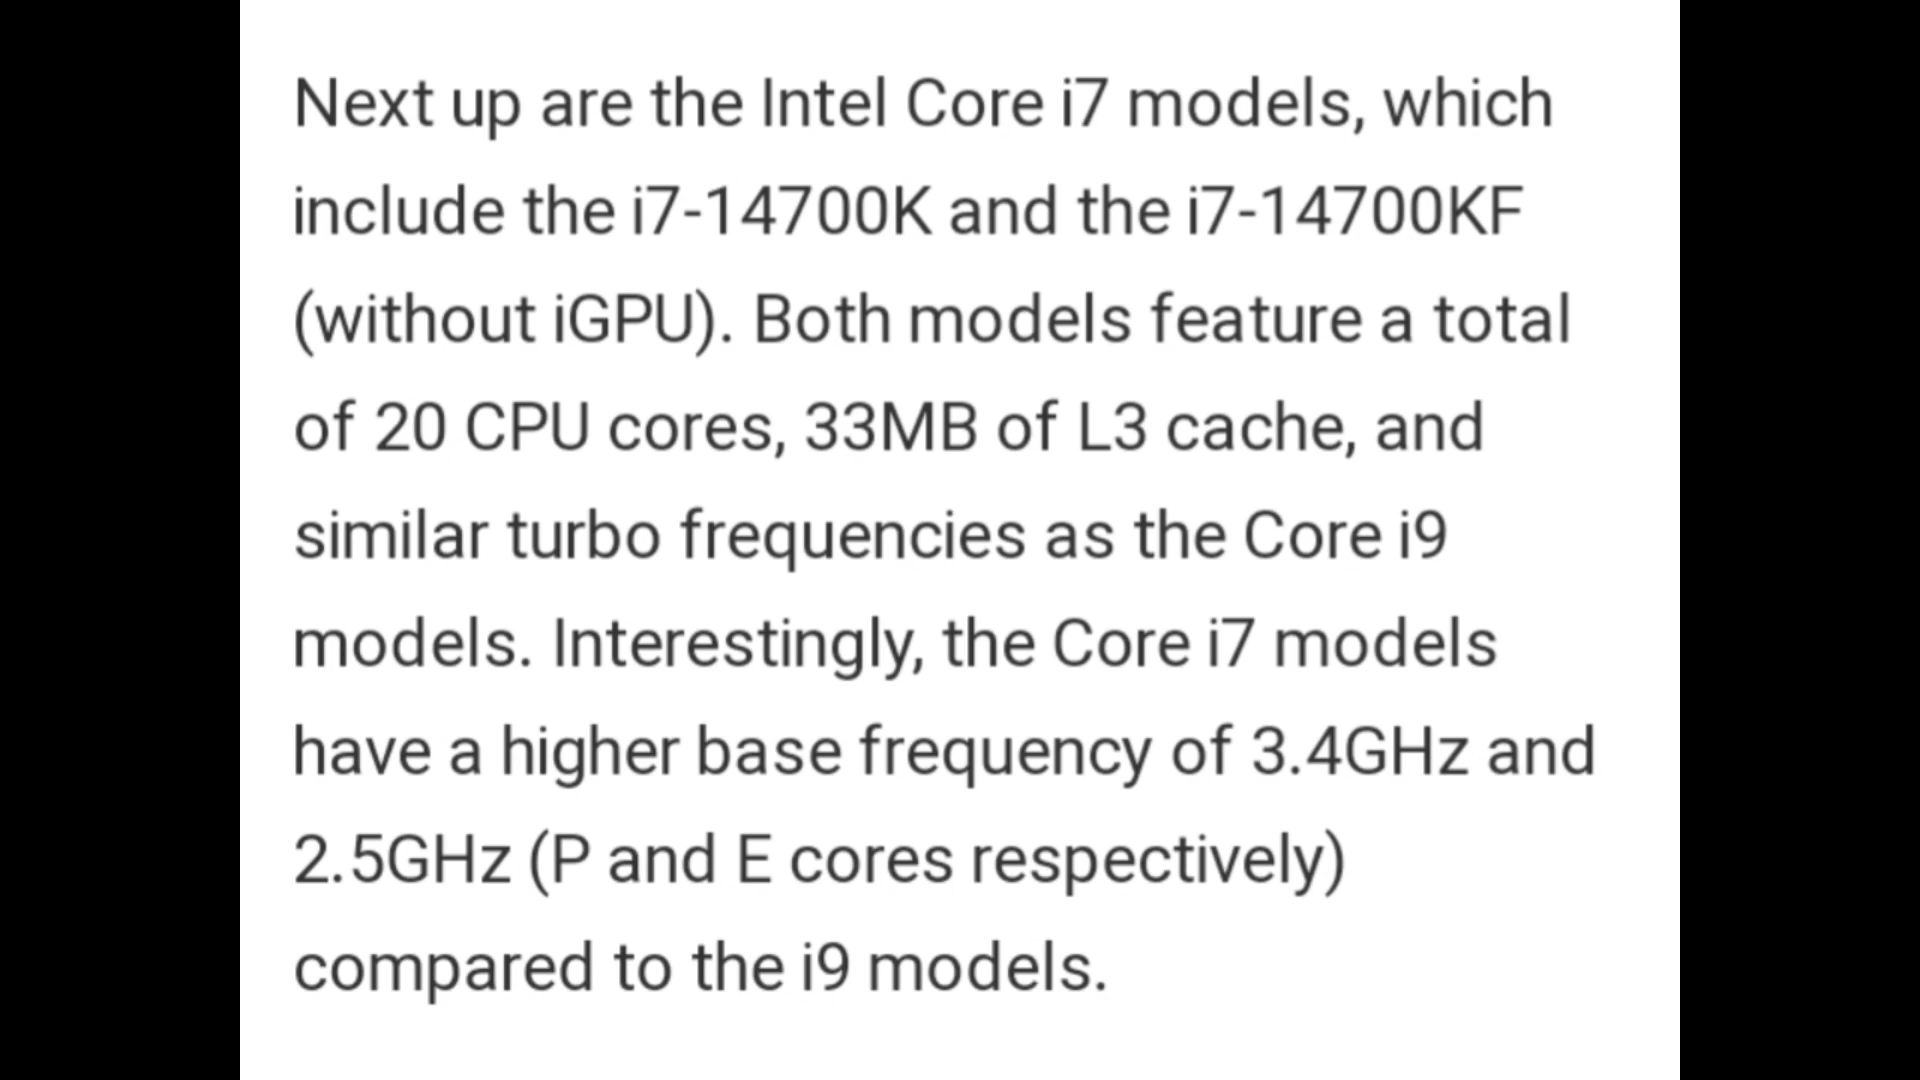 Next up are the Intel Core i7 models, which
include the i7-14700K and the i7-14700KF
(without iGPU). Both models feature a total
of 20 CPU cores, 33MB of L3 cache, and
similar turbo frequencies as the Core i9
models. Interestingly, the Core i7 models
have a higher base frequency of 3.4GHz and
2.5GHz (P and E cores respectively)
compared to the i9 models.